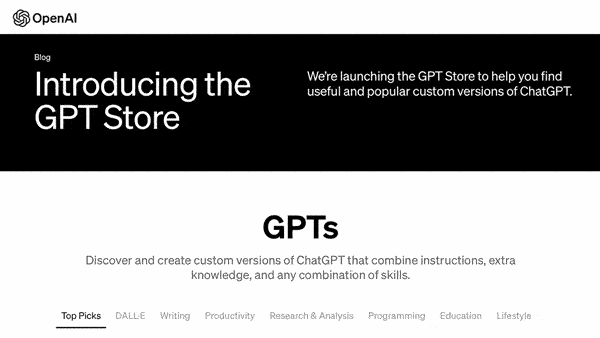 OpenAI
Blog
Introducing the
GPT Store
We're launching the GPT Store to help you find
useful and popular custom versions of ChatGPT.
GPTs
Discover and create custom versions of ChatGPT that combine instructions, extra
knowledge, and any combination of skills.
Top Picks DALL·E Writing Productivity Research & Analysis Programming Education Lifestyle